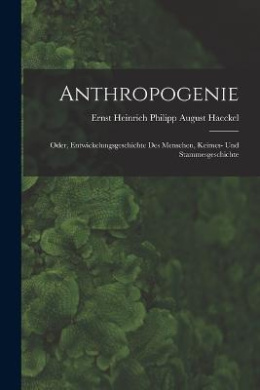 ANTHROPOGENIE
Ernst Heinrich Philipp August Haeckel
Oder, Entwickelungsgeschichte Des Menschen, Keimes- Und
Stammesgeschichte